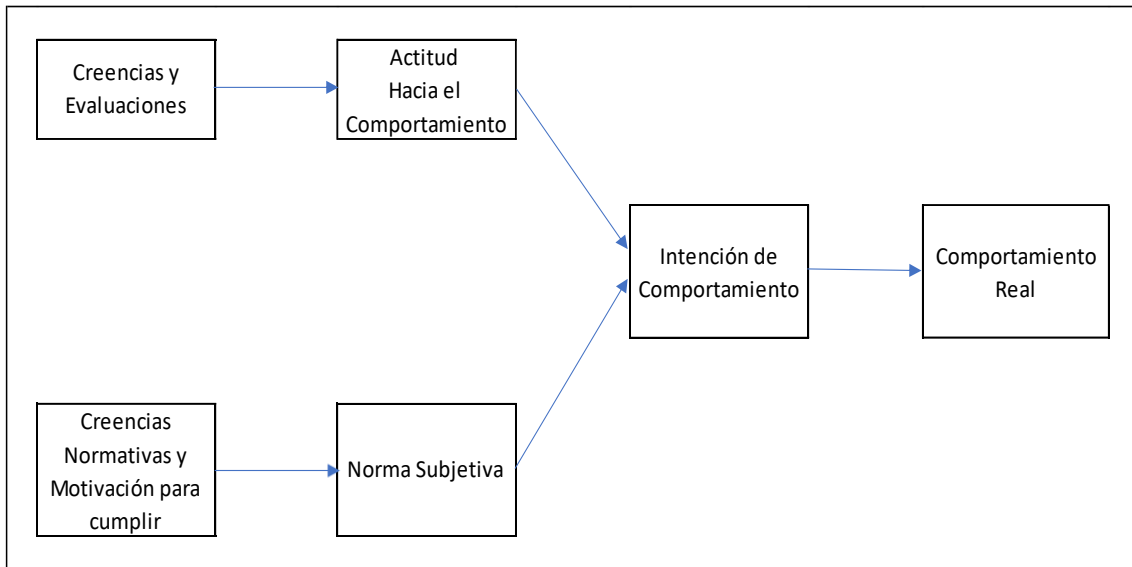 Creencias y
Evaluaciones
Actitud
Hacia el
Comportamiento
Intención de
Comportamiento
Comportamiento
Real
Creencias
Normativas y
Motivación para
cumplir
Norma Subjetiva